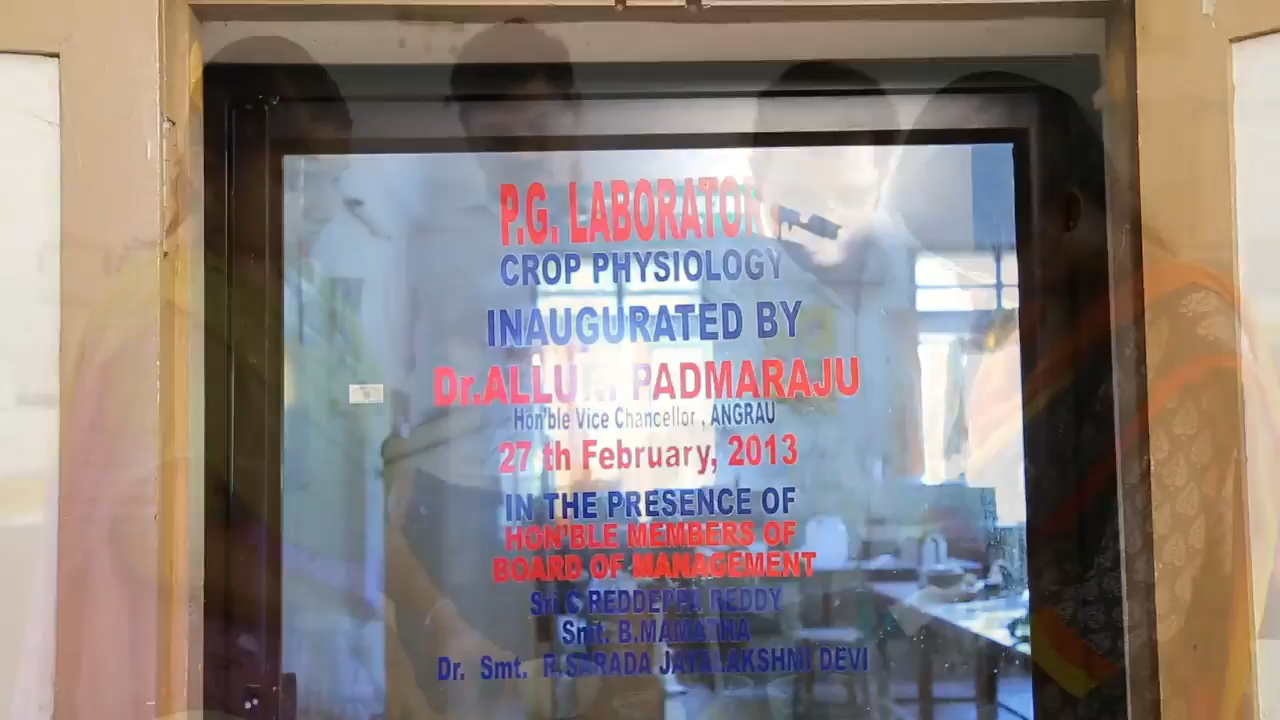 P.G. LABORATORY
CROP PHYSIOLOGY
INAUGURATED BY
Dr.ALLURI PADMARAJU
Hon'ble Vice Chancellor , ANGRAU
27 th February, 2013
IN THE PRESENCE OF
HON'BLE MEMBERS OF
BOARD OF MANAGEMENT
Sri C REDDEPPA REDDY
Smt. B.MAMATHA
Dr. Smt. R.SARADA JAYALAKSHMI DEVI